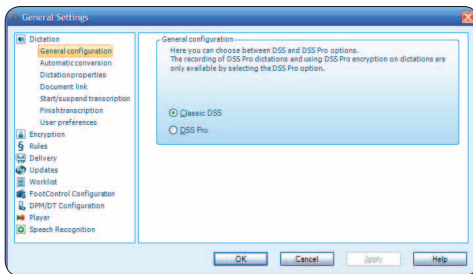 General Settings
Dictation
General configuration
Automatic conversion
Dictation properties
Document link
Start/suspend transcription
Finish transcription
User preferences
Encryption
Rules
Delivery
Updates
Worklist
FootControl Configuration
DPM/DT Configuration
Player
Speech Recognition
General configuration
Here you can choose between DSS and DSS Pro options.
The recording of DSS Pro dictations and using DSS Pro encryption on dictations are
only available by selecting the DSS Pro option.
Classic DSS
DSS Pro
OK
Cancel
Apply
Help